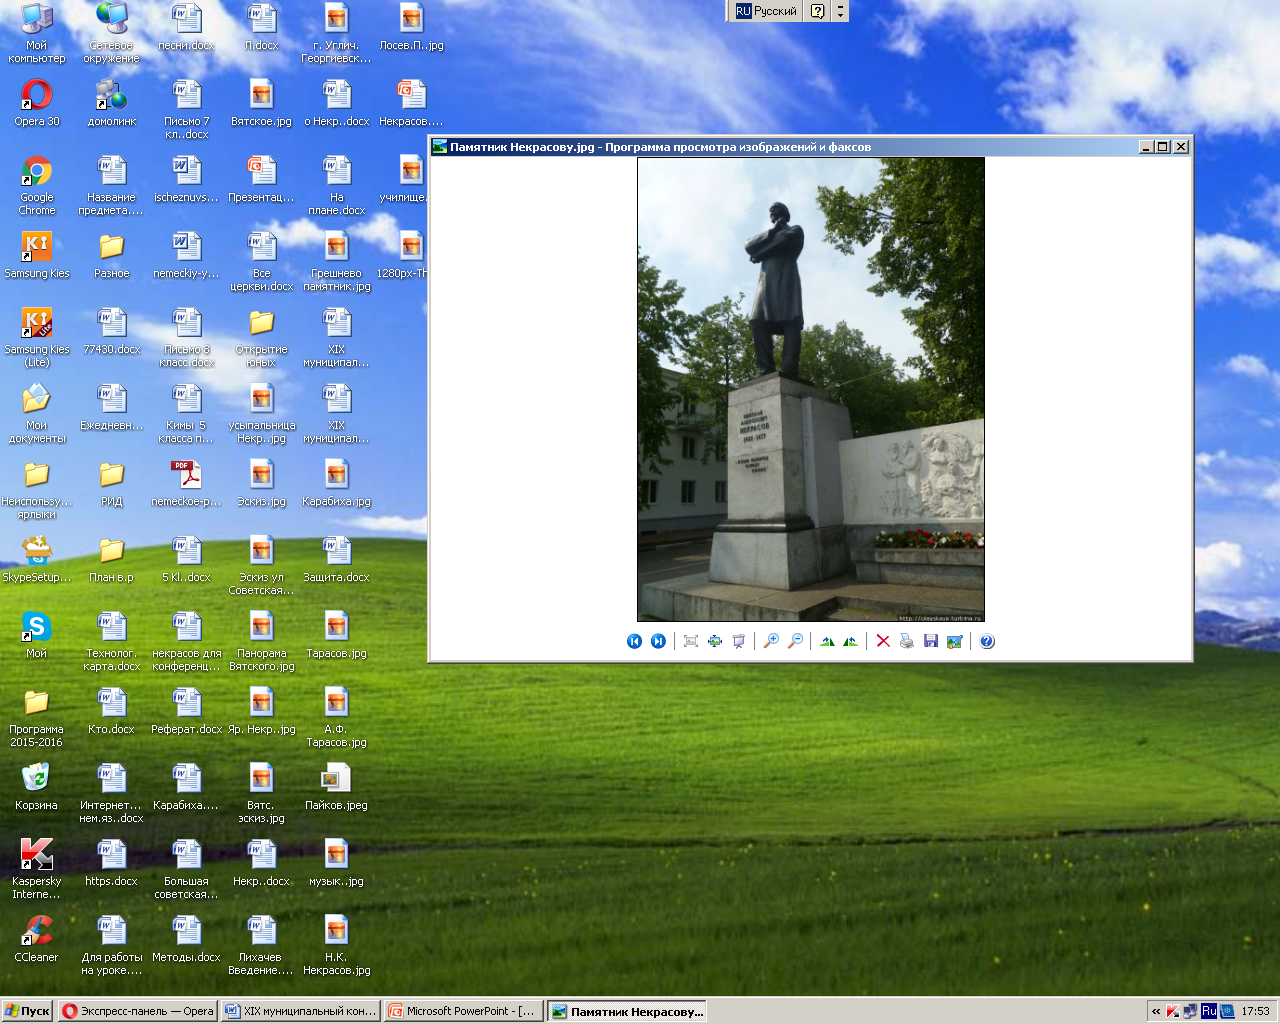 RU Русский
Мой
компьютер
Сетевое
окружение
песни.docx
Л.docx
г. Углич.
Георгиевск...
Лосев.П..jpg
Opera 30
домолинк
Письмо 7
кл..docx
Вятское.jpg
о Некр..docx
Некрасов....
Google
Chrome
Название
предмета....
ischeznuvs...
Презентац...
На
плане.docx
училище.
Samsung Kies
Разное
nemeckiy-y...
Все
церкви.docx
Грешнево
памятник.jpg
1280px-Th
Samsung Kies
(Lite)
77430.docx
Письмо 8
класс.docx
Открытие
юных
XIX
муниципал...
Мои
документы
Ежедневн...
Кимы 5
класса п...
усыпальница
Некр..jpg
XIX
муниципал...
Неиспользу...
ярлыки
РИД
nemeckoe-p...
Эскиз.jpg
Карабиха.jpg
SkypeSetup...
План в.р
5 Kl..docx
Эскиз ул
Советская...
Защита.docx
Мой
Технолог.
карта.docx
некрасов для
конференц...
Панорама
Вятского.jpg
Тарасов.jpg
Программа
2015-2016
Кто.docx
Реферат.docx
Яр. Некр..jpg
А.Ф.
Тарасов.jpg
Корзина
Интернет...
нем.яз..docx
Карабиха....
Вятс.
эскиз.jpg
Пайков.jpeg
Kaspersky
Interne...
https.docx
Большая
советская...
Некр..docx
музык..jpg
CCleaner
Для работы
на уроке....
Методы.docx
Лихачев
Введение....
Н.К.
Некрасов.jpg
Памятник Некрасову.jpg - Программа просмотра изображений и факсов
НИКОЛАЙ
АЛЕКСЕЕВИЧ
НЕКРАСОВ
http://olmyskaya.turbina.ru
Пуск
Экспресс-панель — Opera
XIX муниципальный кон...
Microsoft PowerPoint - [...
Памятник Некрасову...
«
Ru
17:53